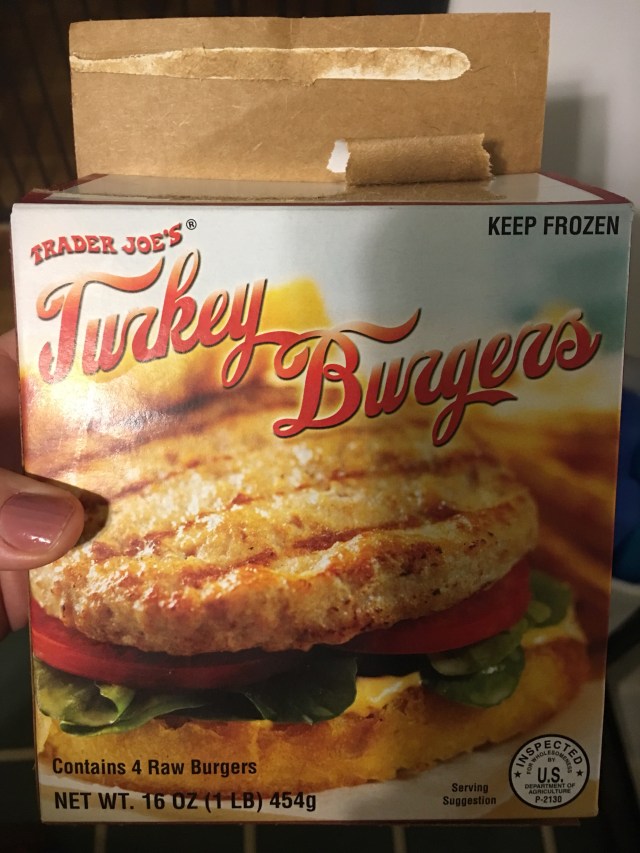 TRADER JOE'S®
KEEP FROZEN
Turkey
Burgers
Contains 4 Raw Burgers
NET WT. 16 OZ (1 LB) 454g
Serving
Suggestion
INSPECTED
FOR WHOLESOMENESS
BY
U.S.
DEPARTMENT OF
AGRICULTURE
P-2130